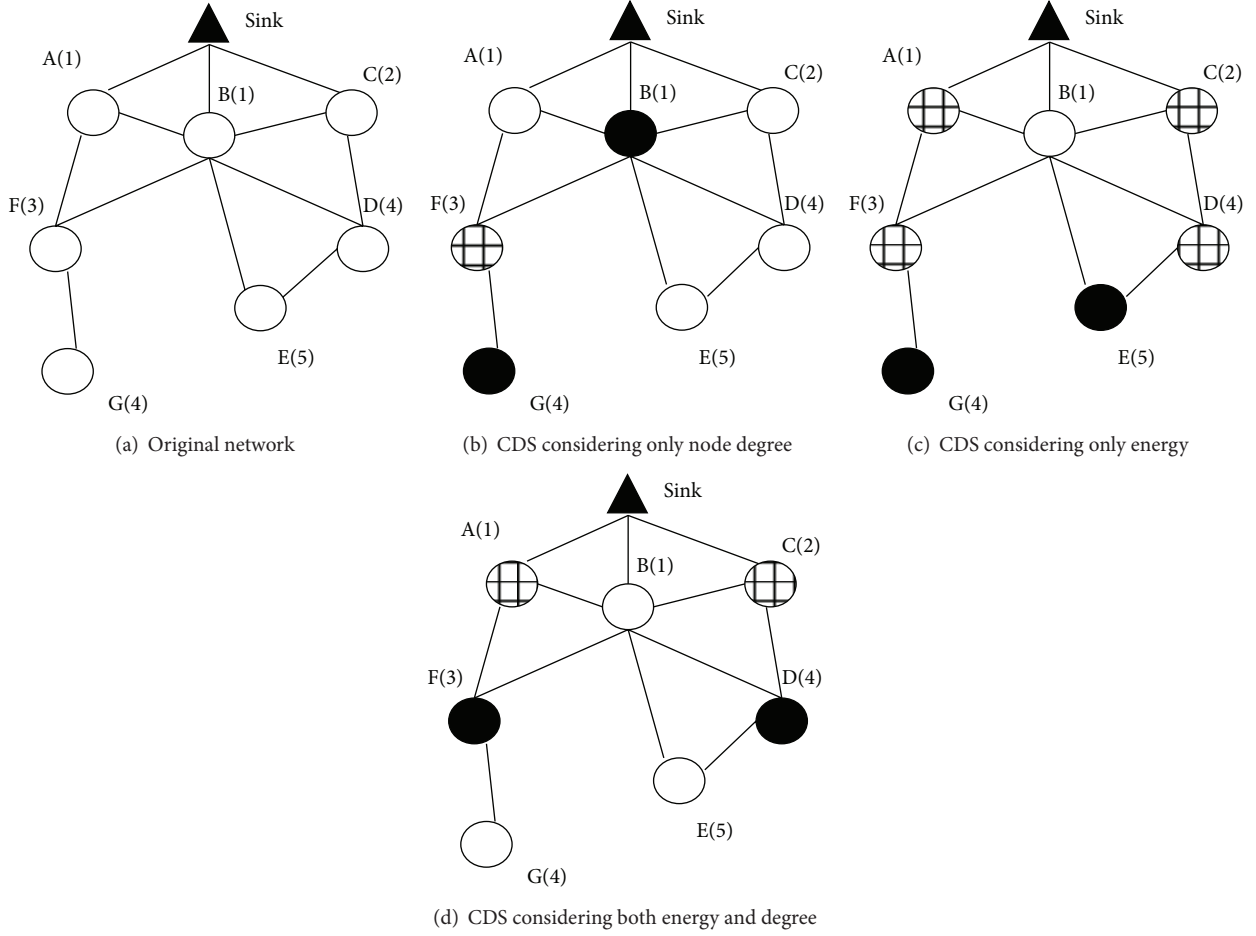 Sink
A(1)
C(2)
B(1)
F(3)
D(4)
E(5)
G(4)
(a) Original network
Sink
A(1)
C(2)
B(1)
F(3)
D(4)
E(5)
G(4)
(b) CDS considering only node degree
Sink
A(1)
C(2)
B(1)
F(3)
D(4)
E(5)
G(4)
(c) CDS considering only energy
Sink
A(1)
C(2)
B(1)
F(3)
D(4)
E(5)
G(4)
(d) CDS considering both energy and degree